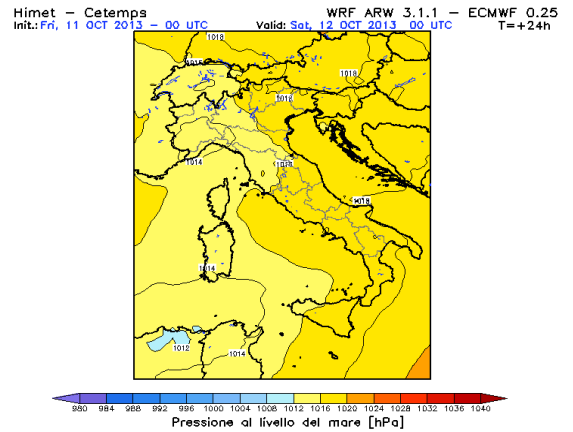 Himet – Cetemps WRF ARW 3.1.1 – ECMWF 0.25
Init.: Fri, 11 OCT 2013 – 00 UTC Valid: Sat, 12 OCT 2013 00 UTC T=+24h
1018
1018
1014
1018
1014
1012
1014
980 984 988 992 996 1000 1004 1008 1012 1016 1020 1024 1028 1032 1036 1040
Pressione al livello del mare [hPa]